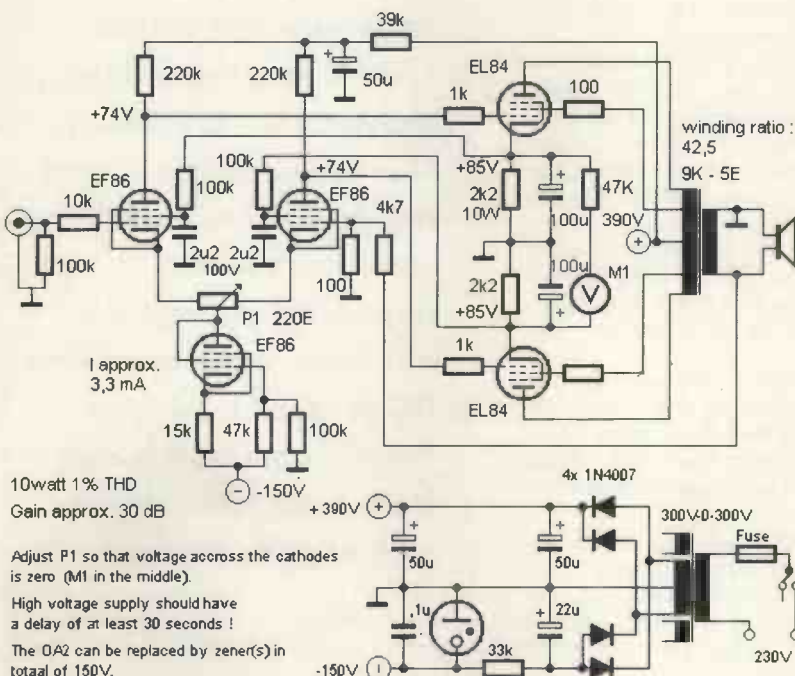 39k
220k
220k
50u
EL84
1k
100
+74V
winding ratio :
42,5
9K - 5E
100k
100k
+74V
+85V
EF86
EF86
10k
2k2
10W
47K
100u
390V
4k7
2u2
2u2
100V
100k
100
100u
M1
V
2k2
+85V
P1 220E
EF86
I approx.
3,3 mA
1k
EL84
15k
47k
100k
-150V
10watt 1% THD
Gain approx. 30 dB
4x 1N4007
+ 390V
300V-0-300V
Fuse
50u
50u
Adjust P1 so that voltage accross the cathodes
is zero (M1 in the middle).
High voltage supply should have
a delay of at least 30 seconds !
,1u
22u
The OA2 can be replaced by zener(s) in
totaal of 150V.
33k
-150V
230V